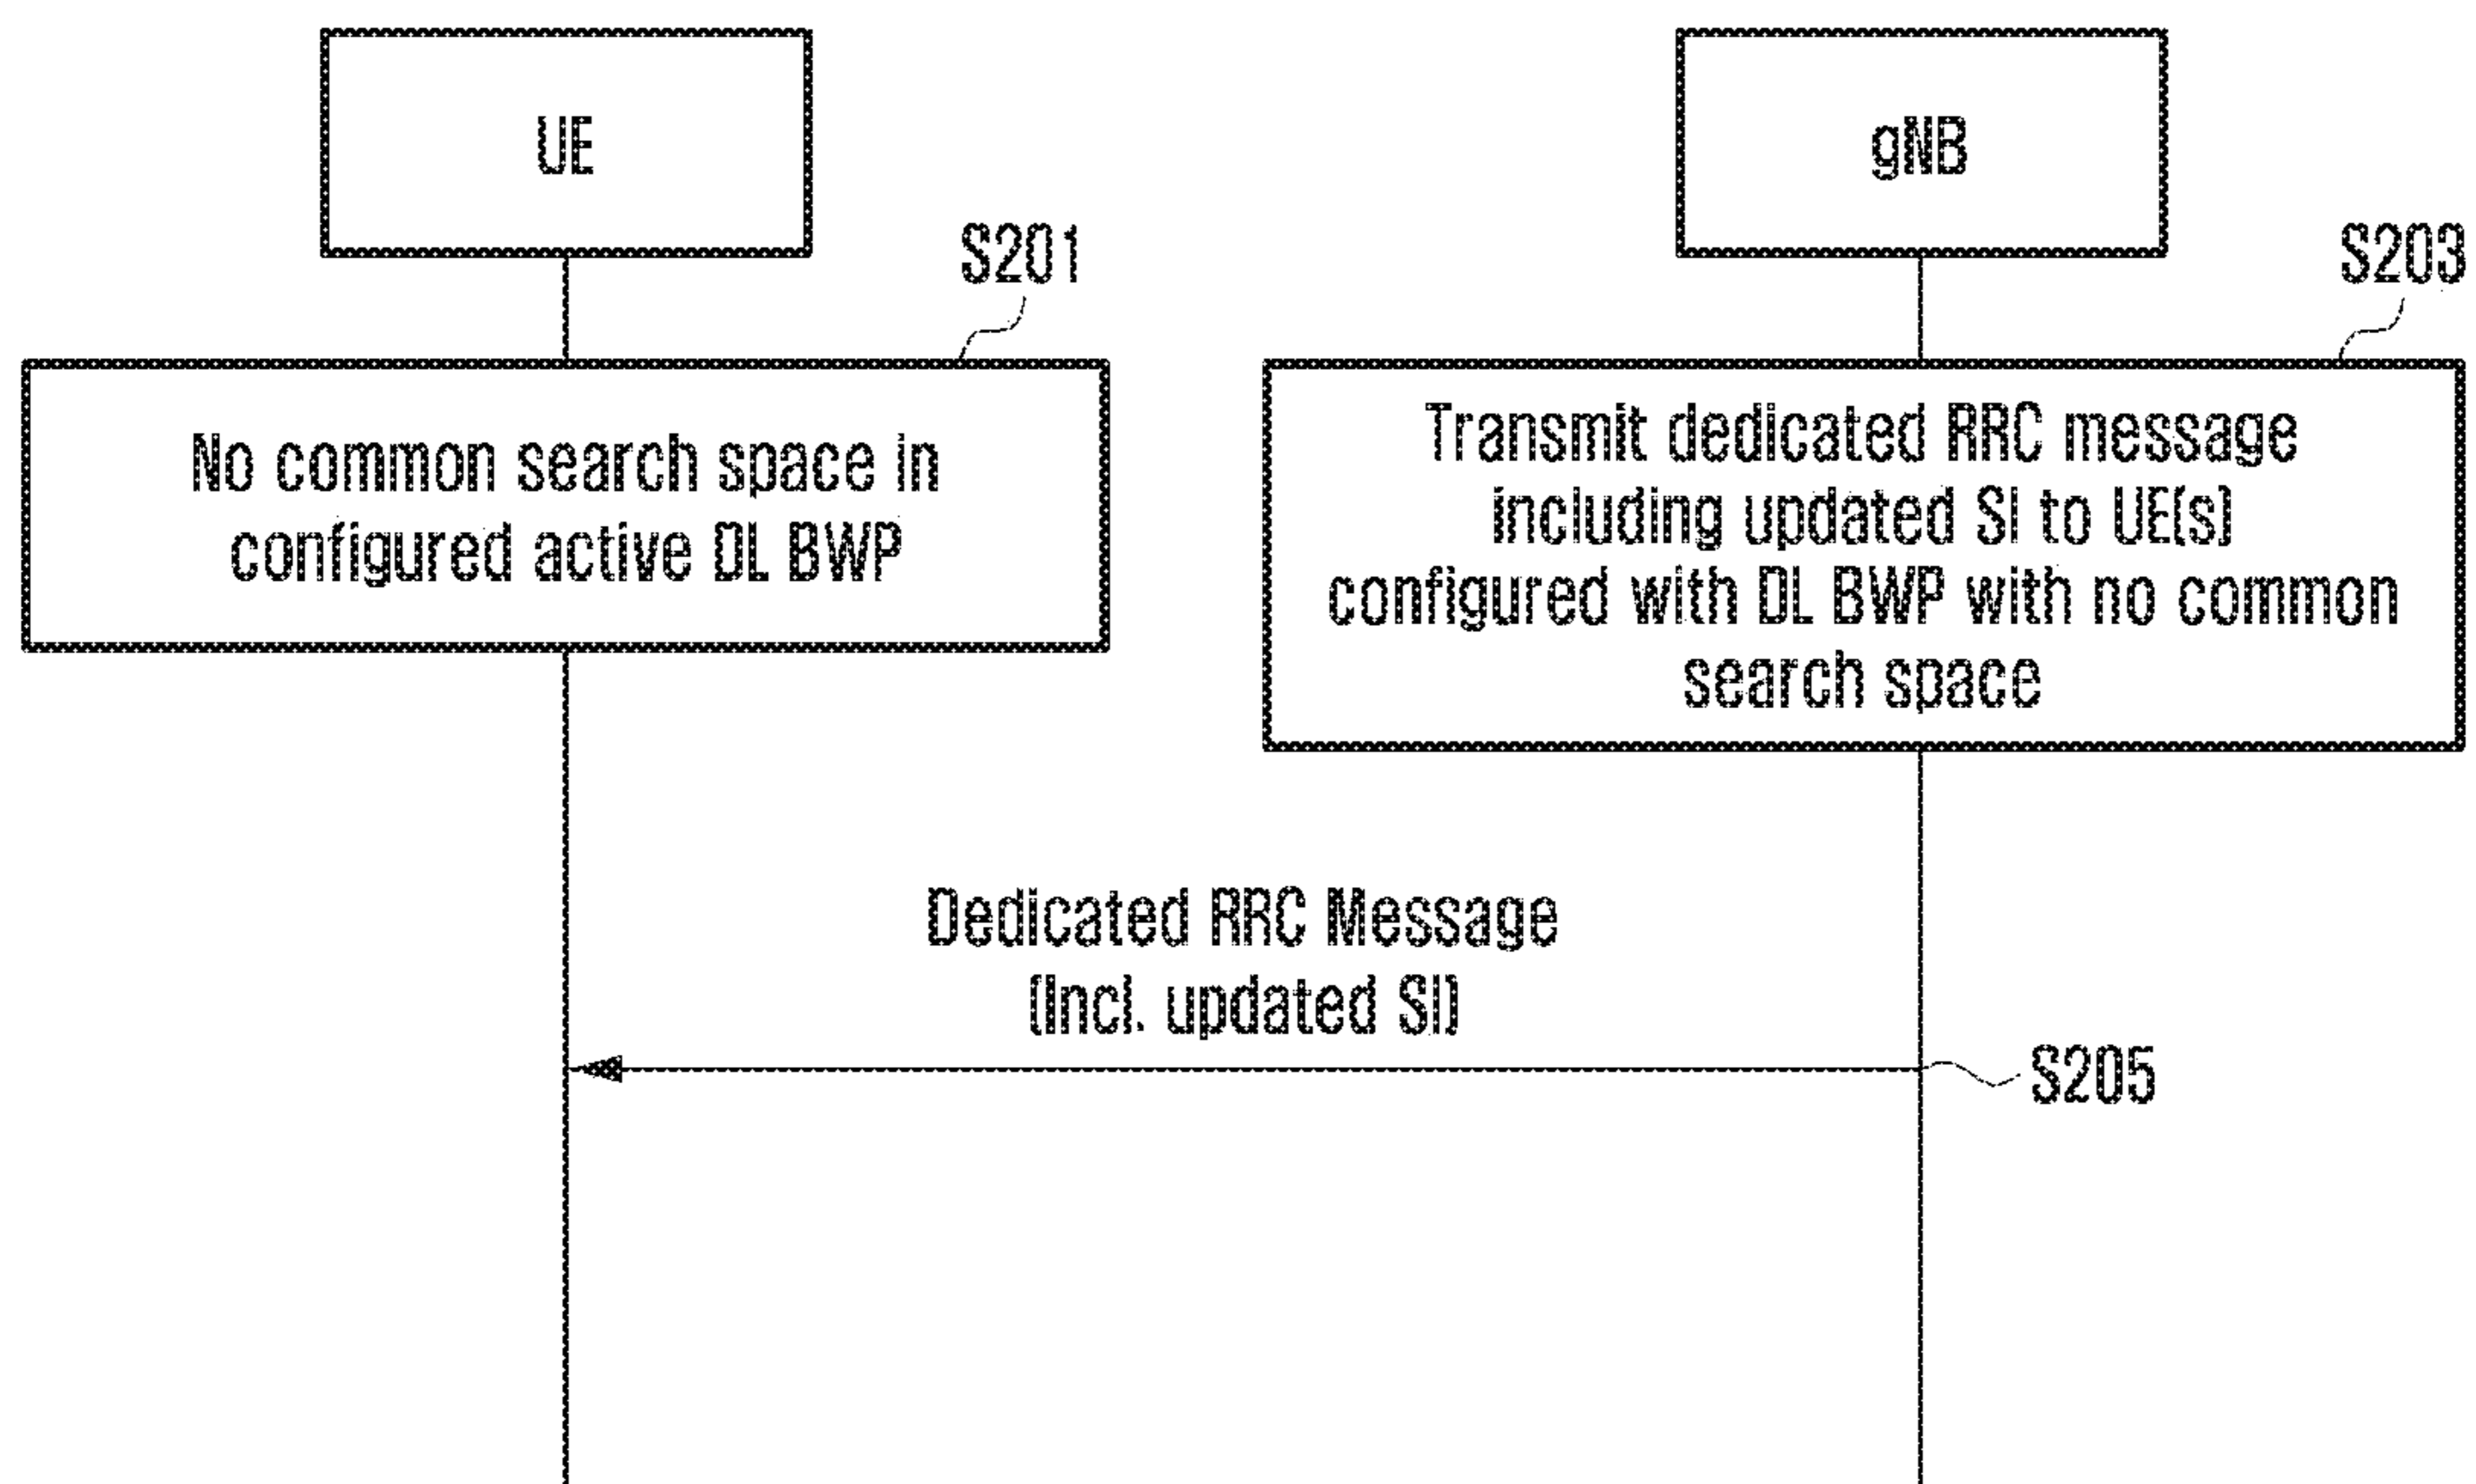 UE
gNB
S201
S203
No common search space in
configured active DL BWP
Transmit dedicated RRC message
including updated SI to UE(s)
configured with DL BWP with no common
search space
Dedicated RRC Message
(Incl. updated SI)
S205